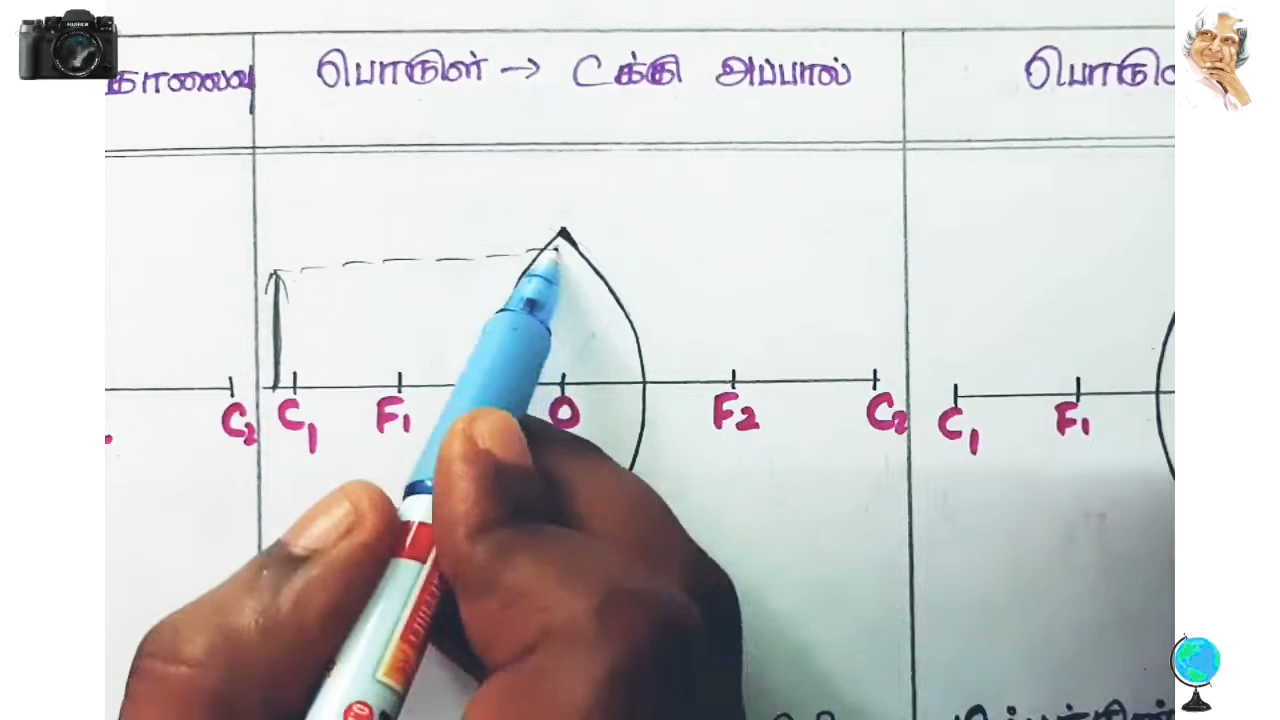 பொருள் → C க்கு அப்பால்
C₂ C₁ F₁ O F₂ C₂ C₁ F₁